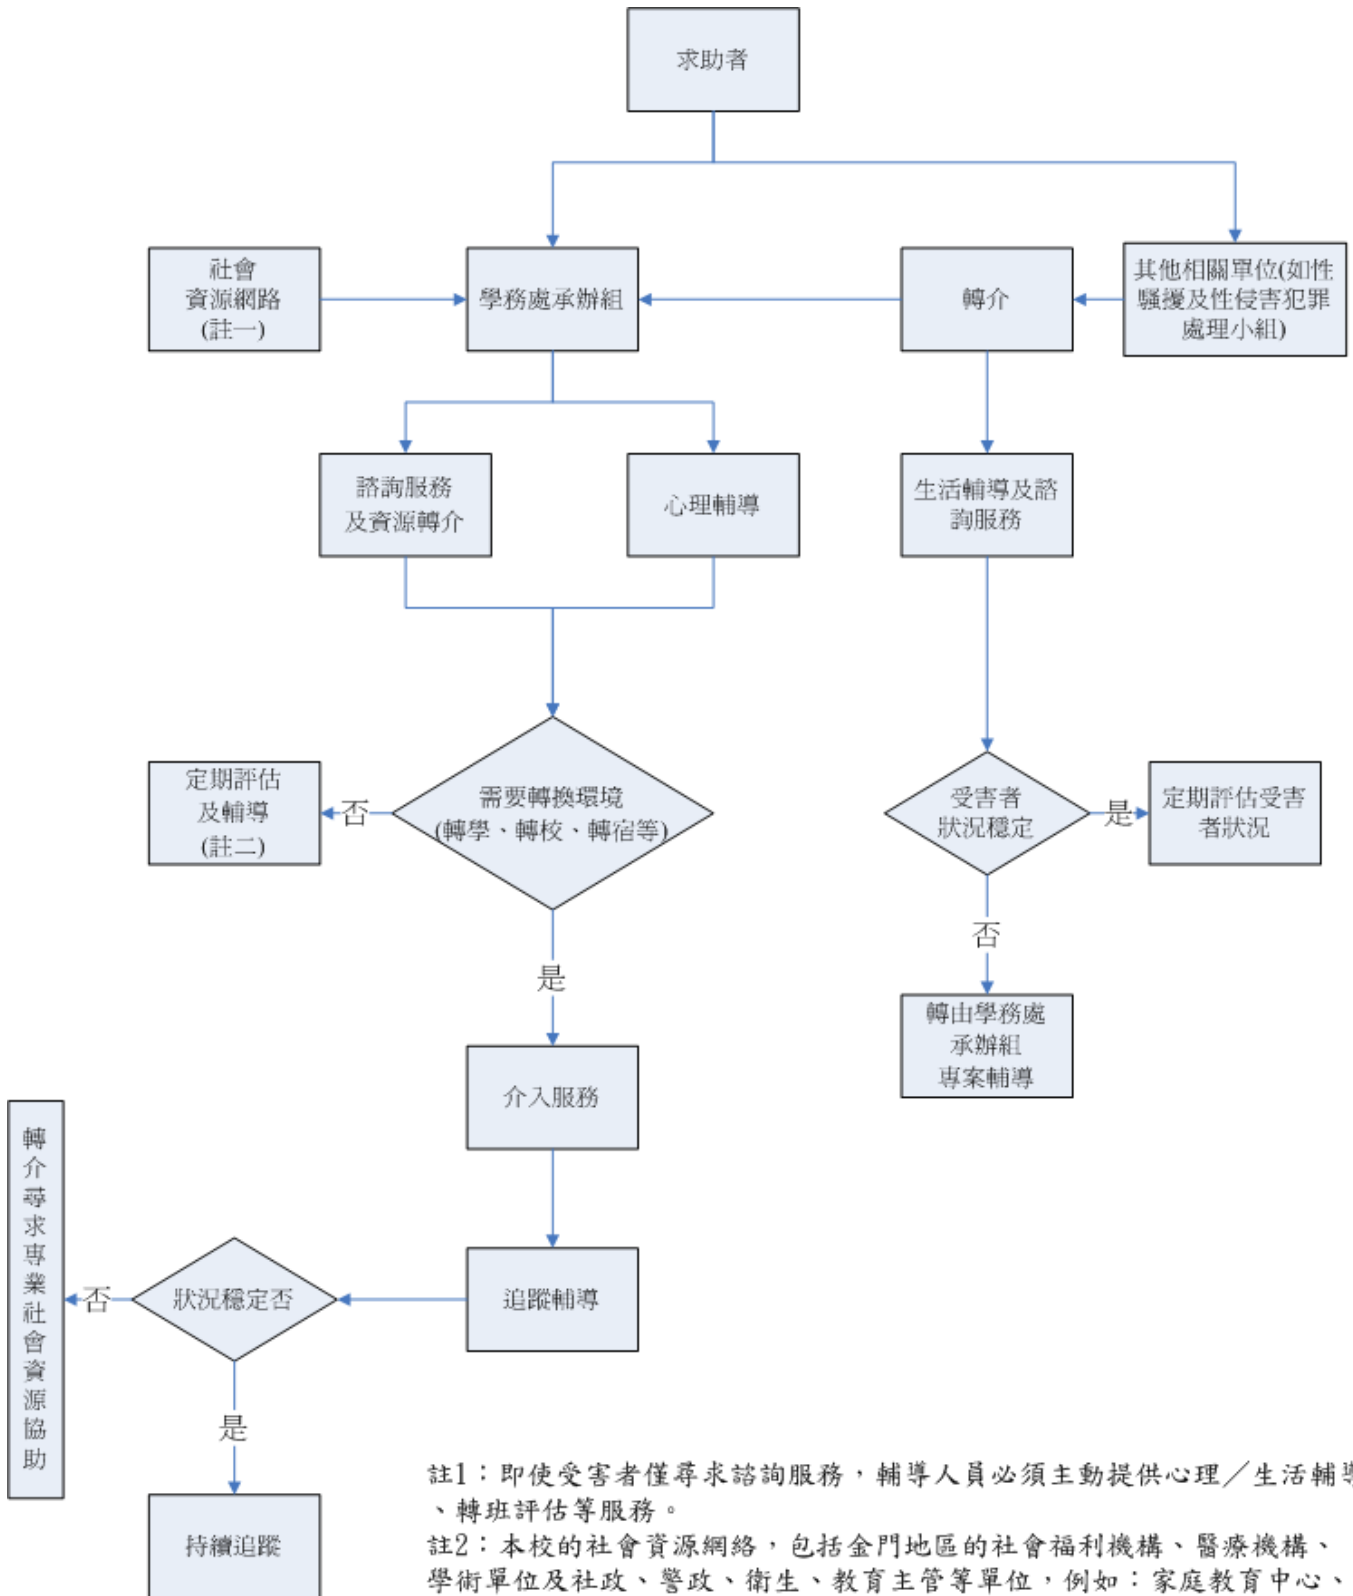 求助者
社會
資源網路
(註一)
學務處承辦組
轉介
其他相關單位(如性
騷擾及性侵害犯罪
處理小組)
諮詢服務
及資源轉介
心理輔導
生活輔導及諮
詢服務
定期評估
及輔導
(註二)
否
需要轉換環境
(轉學、轉校、轉宿等)
受害者
狀況穩定
是
定期評估受害
者狀況
是
否
轉由學務處
承辦組
專案輔導
介入服務
轉介尋求專業社會資源協助
否
狀況穩定否
追蹤輔導
是
持續追蹤
註1：即使受害者僅尋求諮詢服務，輔導人員必須主動提供心理／生活輔導
、轉班評估等服務。
註2：本校的社會資源網絡，包括金門地區的社會福利機構、醫療機構、
學術單位及社政、警政、衛生、教育主管等單位，例如：家庭教育中心、